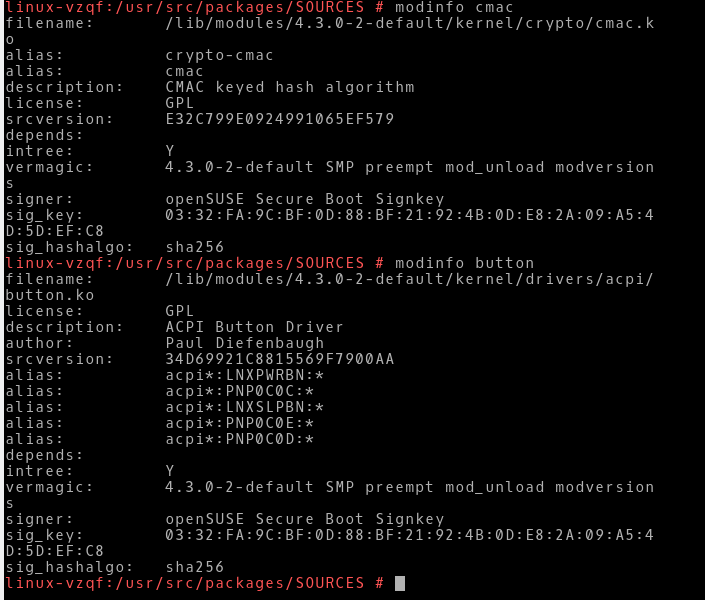 linux-vzqf:/usr/src/packages/SOURCES # modinfo cmac
filename:       /lib/modules/4.3.0-2-default/kernel/crypto/cmac.k
o
alias:          crypto-cmac
alias:          cmac
description:    CMAC keyed hash algorithm
license:        GPL
srcversion:     E32C799E0924991065EF579
depends:
intree:         Y
vermagic:       4.3.0-2-default SMP preempt mod_unload modversion
s
signer:         openSUSE Secure Boot Signkey
sig_key:        03:32:FA:9C:BF:0D:88:BF:21:92:4B:0D:E8:2A:09:A5:4
D:5D:EF:C8
sig_hashalgo:   sha256
linux-vzqf:/usr/src/packages/SOURCES # modinfo button
filename:       /lib/modules/4.3.0-2-default/kernel/drivers/acpi/
button.ko
license:        GPL
description:    ACPI Button Driver
author:         Paul Diefenbaugh
srcversion:     34D69921C8815569F7900AA
alias:          acpi*:LNXPWRBN:*
alias:          acpi*:PNP0C0C:*
alias:          acpi*:LNXSLPBN:*
alias:          acpi*:PNP0C0E:*
alias:          acpi*:PNP0C0D:*
depends:
intree:         Y
vermagic:       4.3.0-2-default SMP preempt mod_unload modversion
s
signer:         openSUSE Secure Boot Signkey
sig_key:        03:32:FA:9C:BF:0D:88:BF:21:92:4B:0D:E8:2A:09:A5:4
D:5D:EF:C8
sig_hashalgo:   sha256
linux-vzqf:/usr/src/packages/SOURCES #